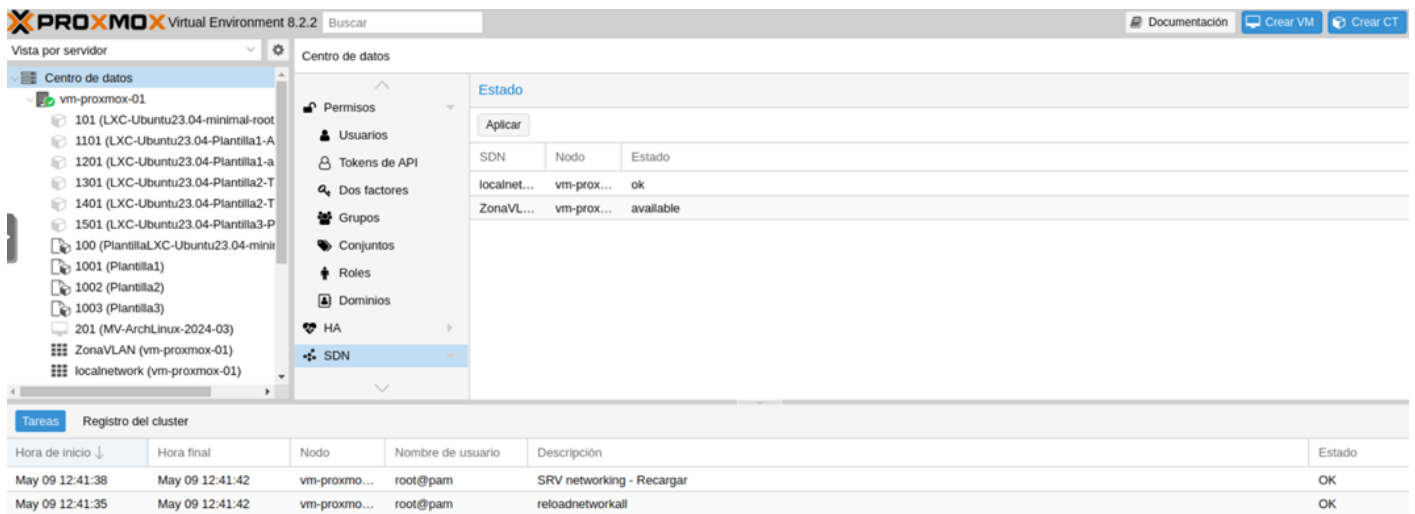 PROXMOX Virtual Environment 8.2.2 Buscar Documentación Crear VM Crear CT
Vista por servidor
Centro de datos
vm-proxmox-01
101 (LXC-Ubuntu23.04-minimal-root
1101 (LXC-Ubuntu23.04-Plantilla1-A
1201 (LXC-Ubuntu23.04-Plantilla1-a
1301 (LXC-Ubuntu23.04-Plantilla2-T
1401 (LXC-Ubuntu23.04-Plantilla2-T
1501 (LXC-Ubuntu23.04-Plantilla3-P
100 (PlantillaLXC-Ubuntu23.04-minir
1001 (Plantilla1)
1002 (Plantilla2)
1003 (Plantilla3)
201 (MV-ArchLinux-2024-03)
ZonaVLAN (vm-proxmox-01)
localnetwork (vm-proxmox-01)
Centro de datos
Permisos
Usuarios
Tokens de API
Dos factores
Grupos
Conjuntos
Roles
Dominios
HA
SDN
Estado
Aplicar
SDN Nodo Estado
localnet... vm-prox... ok
ZonaVL... vm-prox... available
Tareas Registro del cluster
Hora de inicio Hora final Nodo Nombre de usuario Descripción Estado
May 09 12:41:38 May 09 12:41:42 vm-proxmo... root@pam SRV networking - Recargar OK
May 09 12:41:35 May 09 12:41:42 vm-proxmo... root@pam reloadnetworkall OK